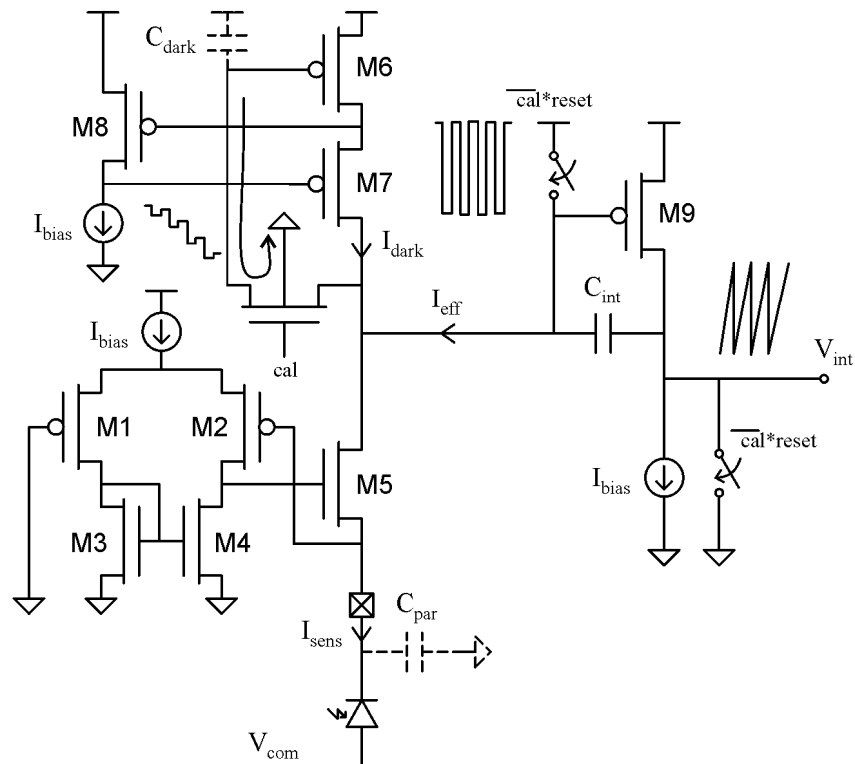 C_dark
M6
cal*reset
M8
M7
M9
I_bias
I_dark
C_int
I_eff
I_bias
V_int
cal
cal*reset
M1
M2
I_bias
M5
M3
M4
C_par
I_sens
V_com